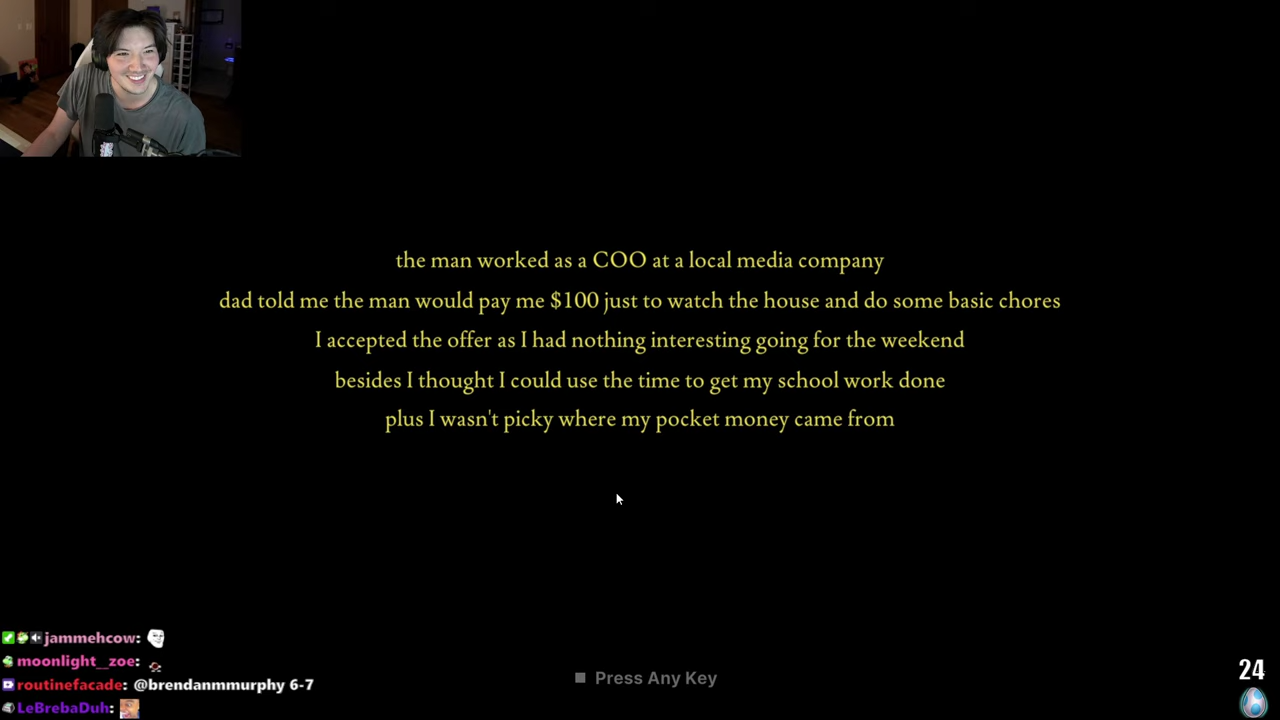 the man worked as a COO at a local media company
dad told me the man would pay me $100 just to watch the house and do some basic chores
I accepted the offer as I had nothing interesting going for the weekend
besides I thought I could use the time to get my school work done
plus I wasn't picky where my pocket money came from
jammehcow:
moonlight__zoe:
routinefacade: @brendanmmurphy 6-7
LeBrebaDuh:
Press Any Key
24